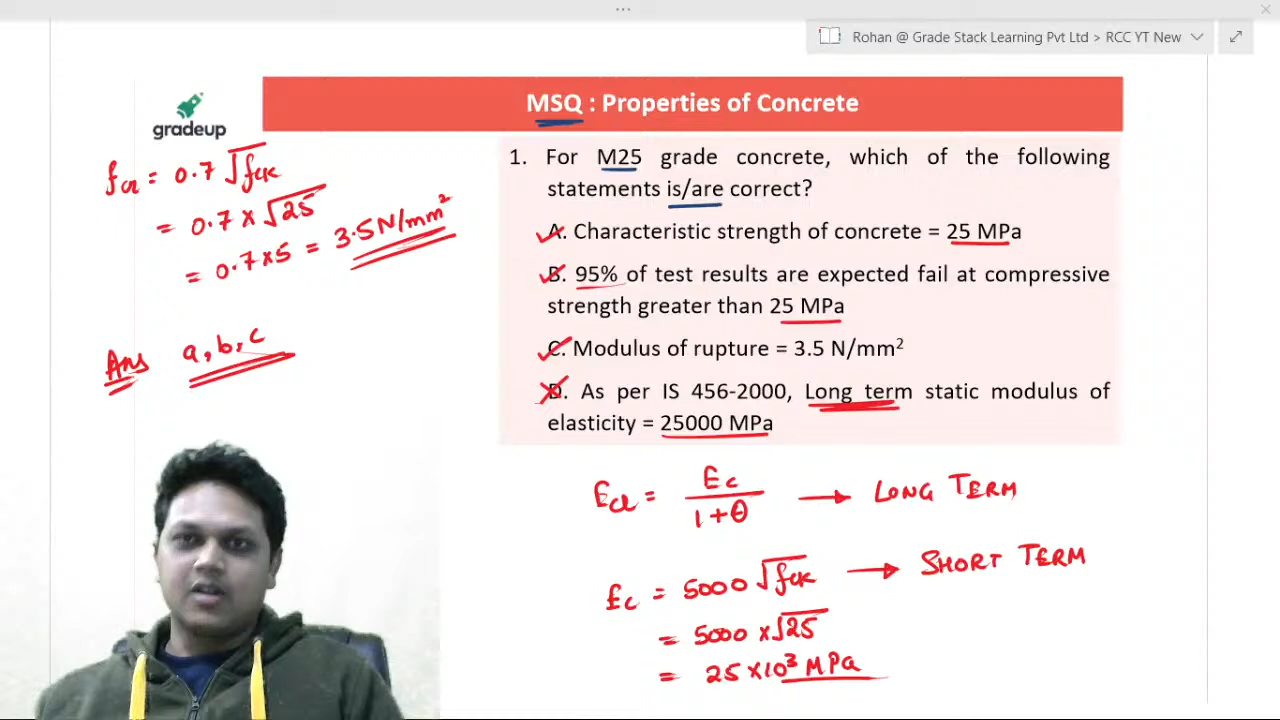 Rohan @ Grade Stack Learning Pvt Ltd > RCC YT New
gradeup
MSQ : Properties of Concrete
1. For M25 grade concrete, which of the following
statements is/are correct?
A. Characteristic strength of concrete = 25 MPa
B. 95% of test results are expected fail at compressive
strength greater than 25 MPa
C. Modulus of rupture = 3.5 N/mm²
D. As per IS 456-2000, Long term static modulus of
elasticity = 25000 MPa
fcr = 0.7 √fck
= 0.7 × √25
= 0.7 × 5 = 3.5 N/mm²
Ans a, b, c
Ecl = Ec / 1+θ → LONG TERM
Ec = 5000 √fck → SHORT TERM
= 5000 × √25
= 25 × 10³ MPa